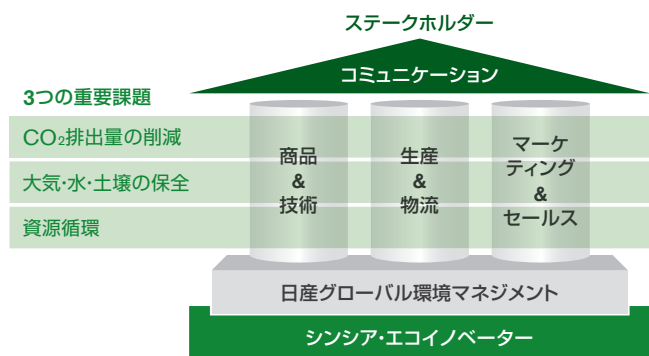 ステークホルダー
コミュニケーション
3つの重要課題
CO₂排出量の削減
大気・水・土壌の保全
資源循環
商品
&
技術
生産
&
物流
マーケ
ティング
&
セールス
日産グローバル環境マネジメント
シンシア・エコイノベーター